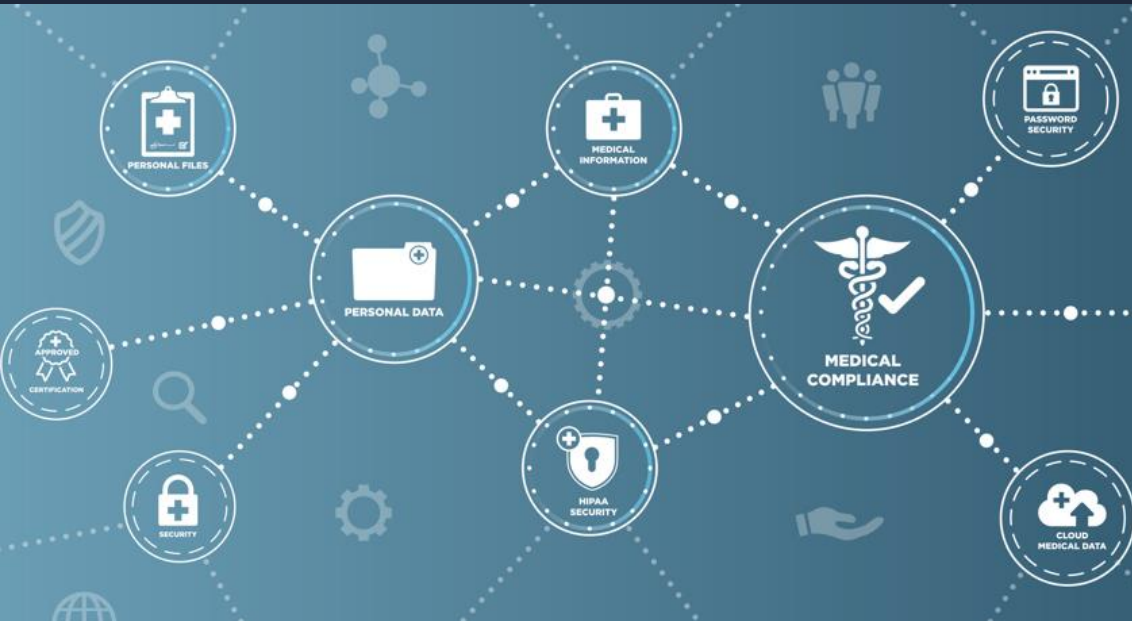 PERSONAL FILES
MEDICAL
INFORMATION
PASSWORD
SECURITY
PERSONAL DATA
APPROVED
CERTIFICATION
MEDICAL
COMPLIANCE
SECURITY
HIPAA
SECURITY
CLOUD
MEDICAL DATA